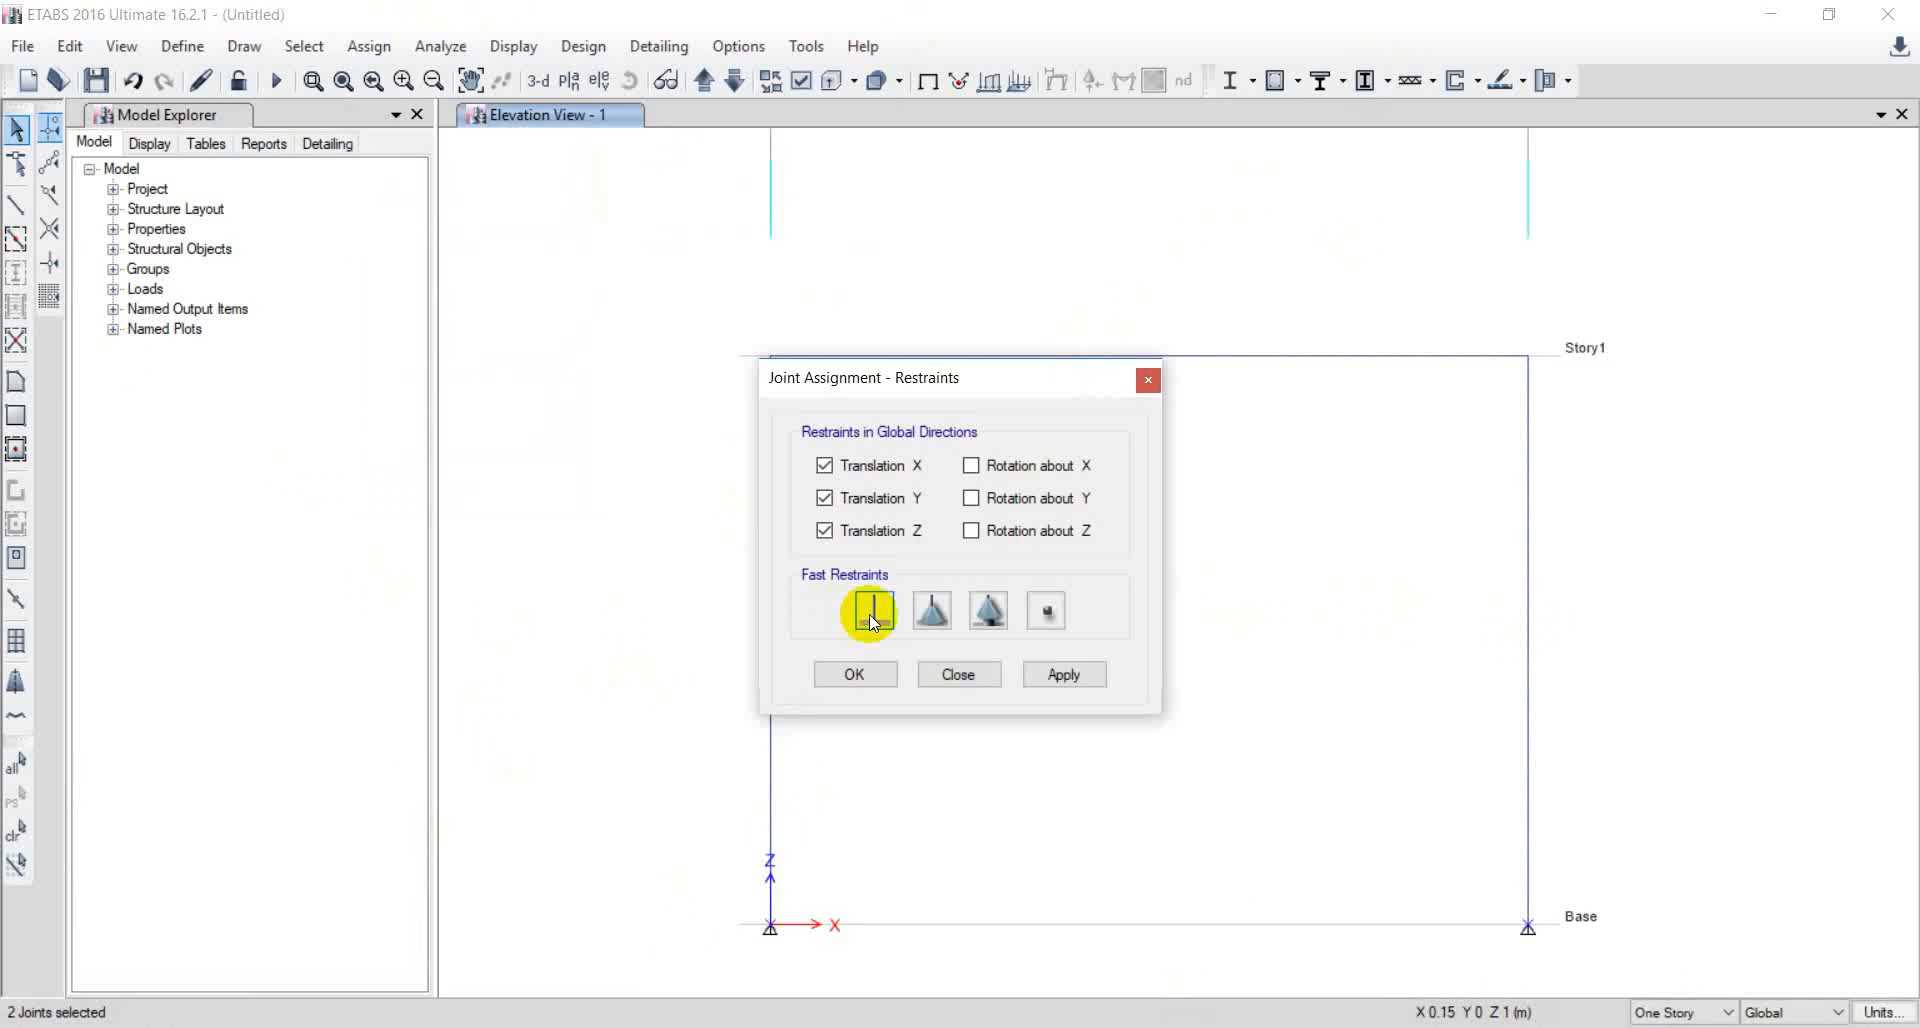 ETABS 2016 Ultimate 16.2.1 - (Untitled)
File Edit View Define Draw Select Assign Analyze Display Design Detailing Options Tools Help
3-d
nd
Model Explorer
Elevation View - 1
Model Display Tables Reports Detailing
Model
Project
Structure Layout
Properties
Structural Objects
Groups
Loads
Named Output Items
Named Plots
all
ps
clr
Story1
Joint Assignment - Restraints
Restraints in Global Directions
Translation X Rotation about X
Translation Y Rotation about Y
Translation Z Rotation about Z
Fast Restraints
OK Close Apply
Z
X
Base
2 Joints selected
X 0.15 Y 0 Z 1 (m)
One Story Global Units...